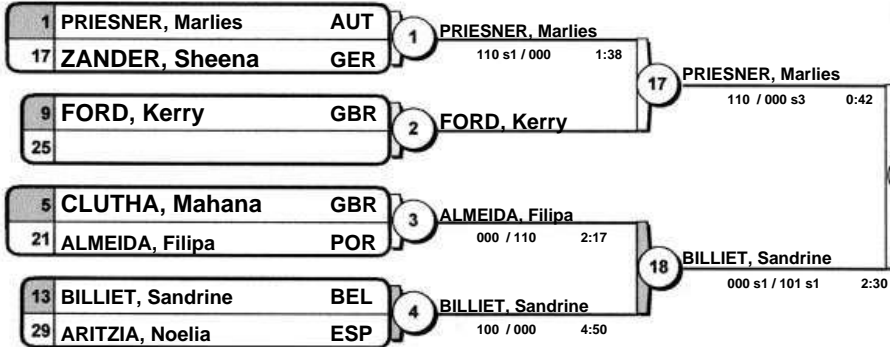 1 PRIESNER, Marlies AUT
17 ZANDER, Sheena GER
1
PRIESNER, Marlies
110 s1 / 000 1:38
9 FORD, Kerry GBR
25
2
FORD, Kerry
17
PRIESNER, Marlies
110 / 000 s3 0:42
5 CLUTHA, Mahana GBR
21 ALMEIDA, Filipa POR
3
ALMEIDA, Filipa
000 / 110 2:17
13 BILLIET, Sandrine BEL
29 ARITZIA, Noelia ESP
4
BILLIET, Sandrine
100 / 000 4:50
18
BILLIET, Sandrine
000 s1 / 101 s1 2:30